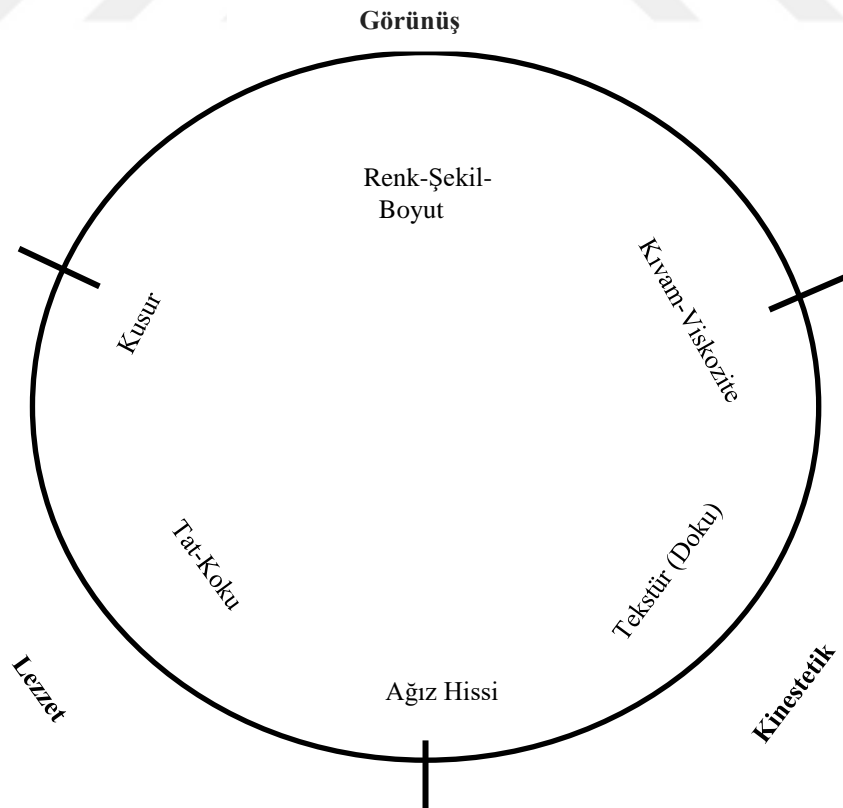 Görünüş
Renk-Şekil-
Boyut
Kıvam-Viskozite
Kusur
Tat-Koku
Tekstür (Doku)
Ağız Hissi
Lezzet
Kinestetik